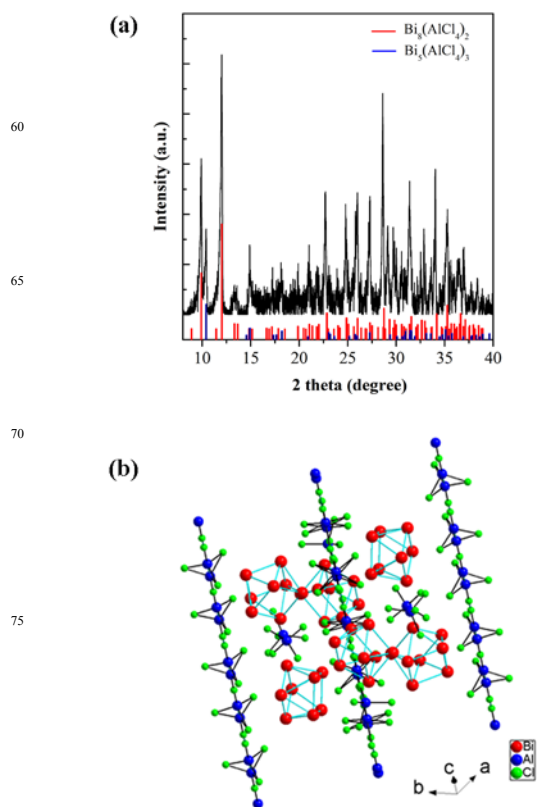 (a)
Bi8(AlCl4)2
Bi5(AlCl4)3
Intensity (a.u.)
10 15 20 25 30 35 40
2 theta (degree)
60
65
70
(b)
75
Bi
Al
Cl
c
b
a